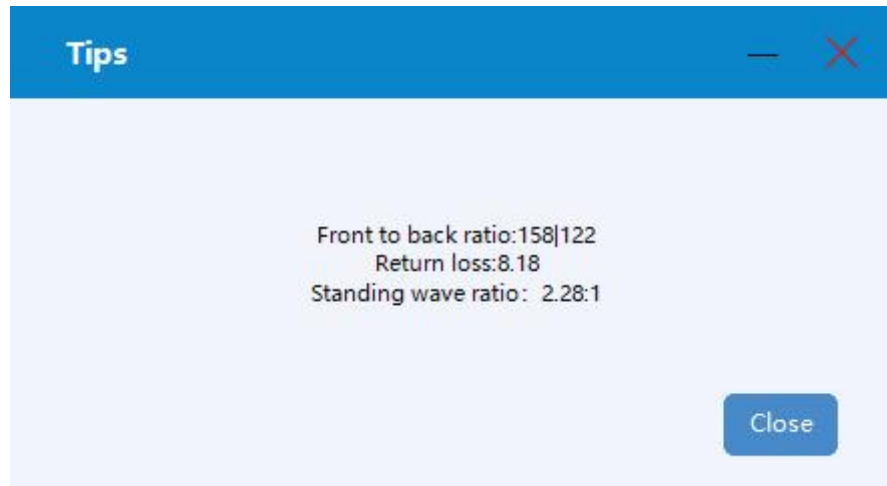 Tips
Front to back ratio:158|122
Return loss:8.18
Standing wave ratio：2.28:1
Close